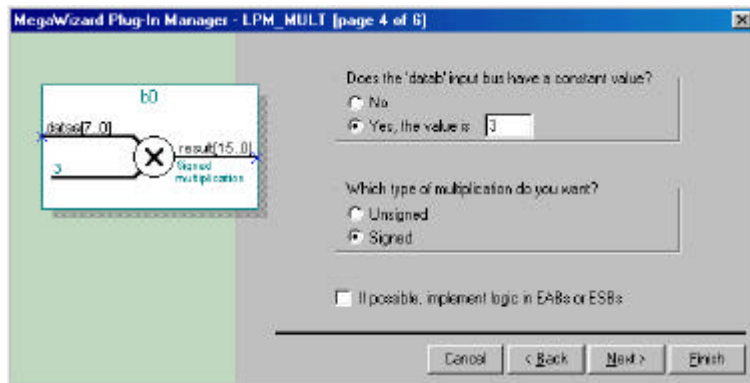 MegaWizard Plug-In Manager - LPM_MULT [page 4 of 6]
b0
dataa[7..0]
3
result[15..0]
Signed
multiplication
Does the 'datab' input bus have a constant value?
No
Yes, the value is 3
Which type of multiplication do you want?
Unsigned
Signed
If possible, implement logic in EABs or ESBs
Cancel < Back Next > Finish